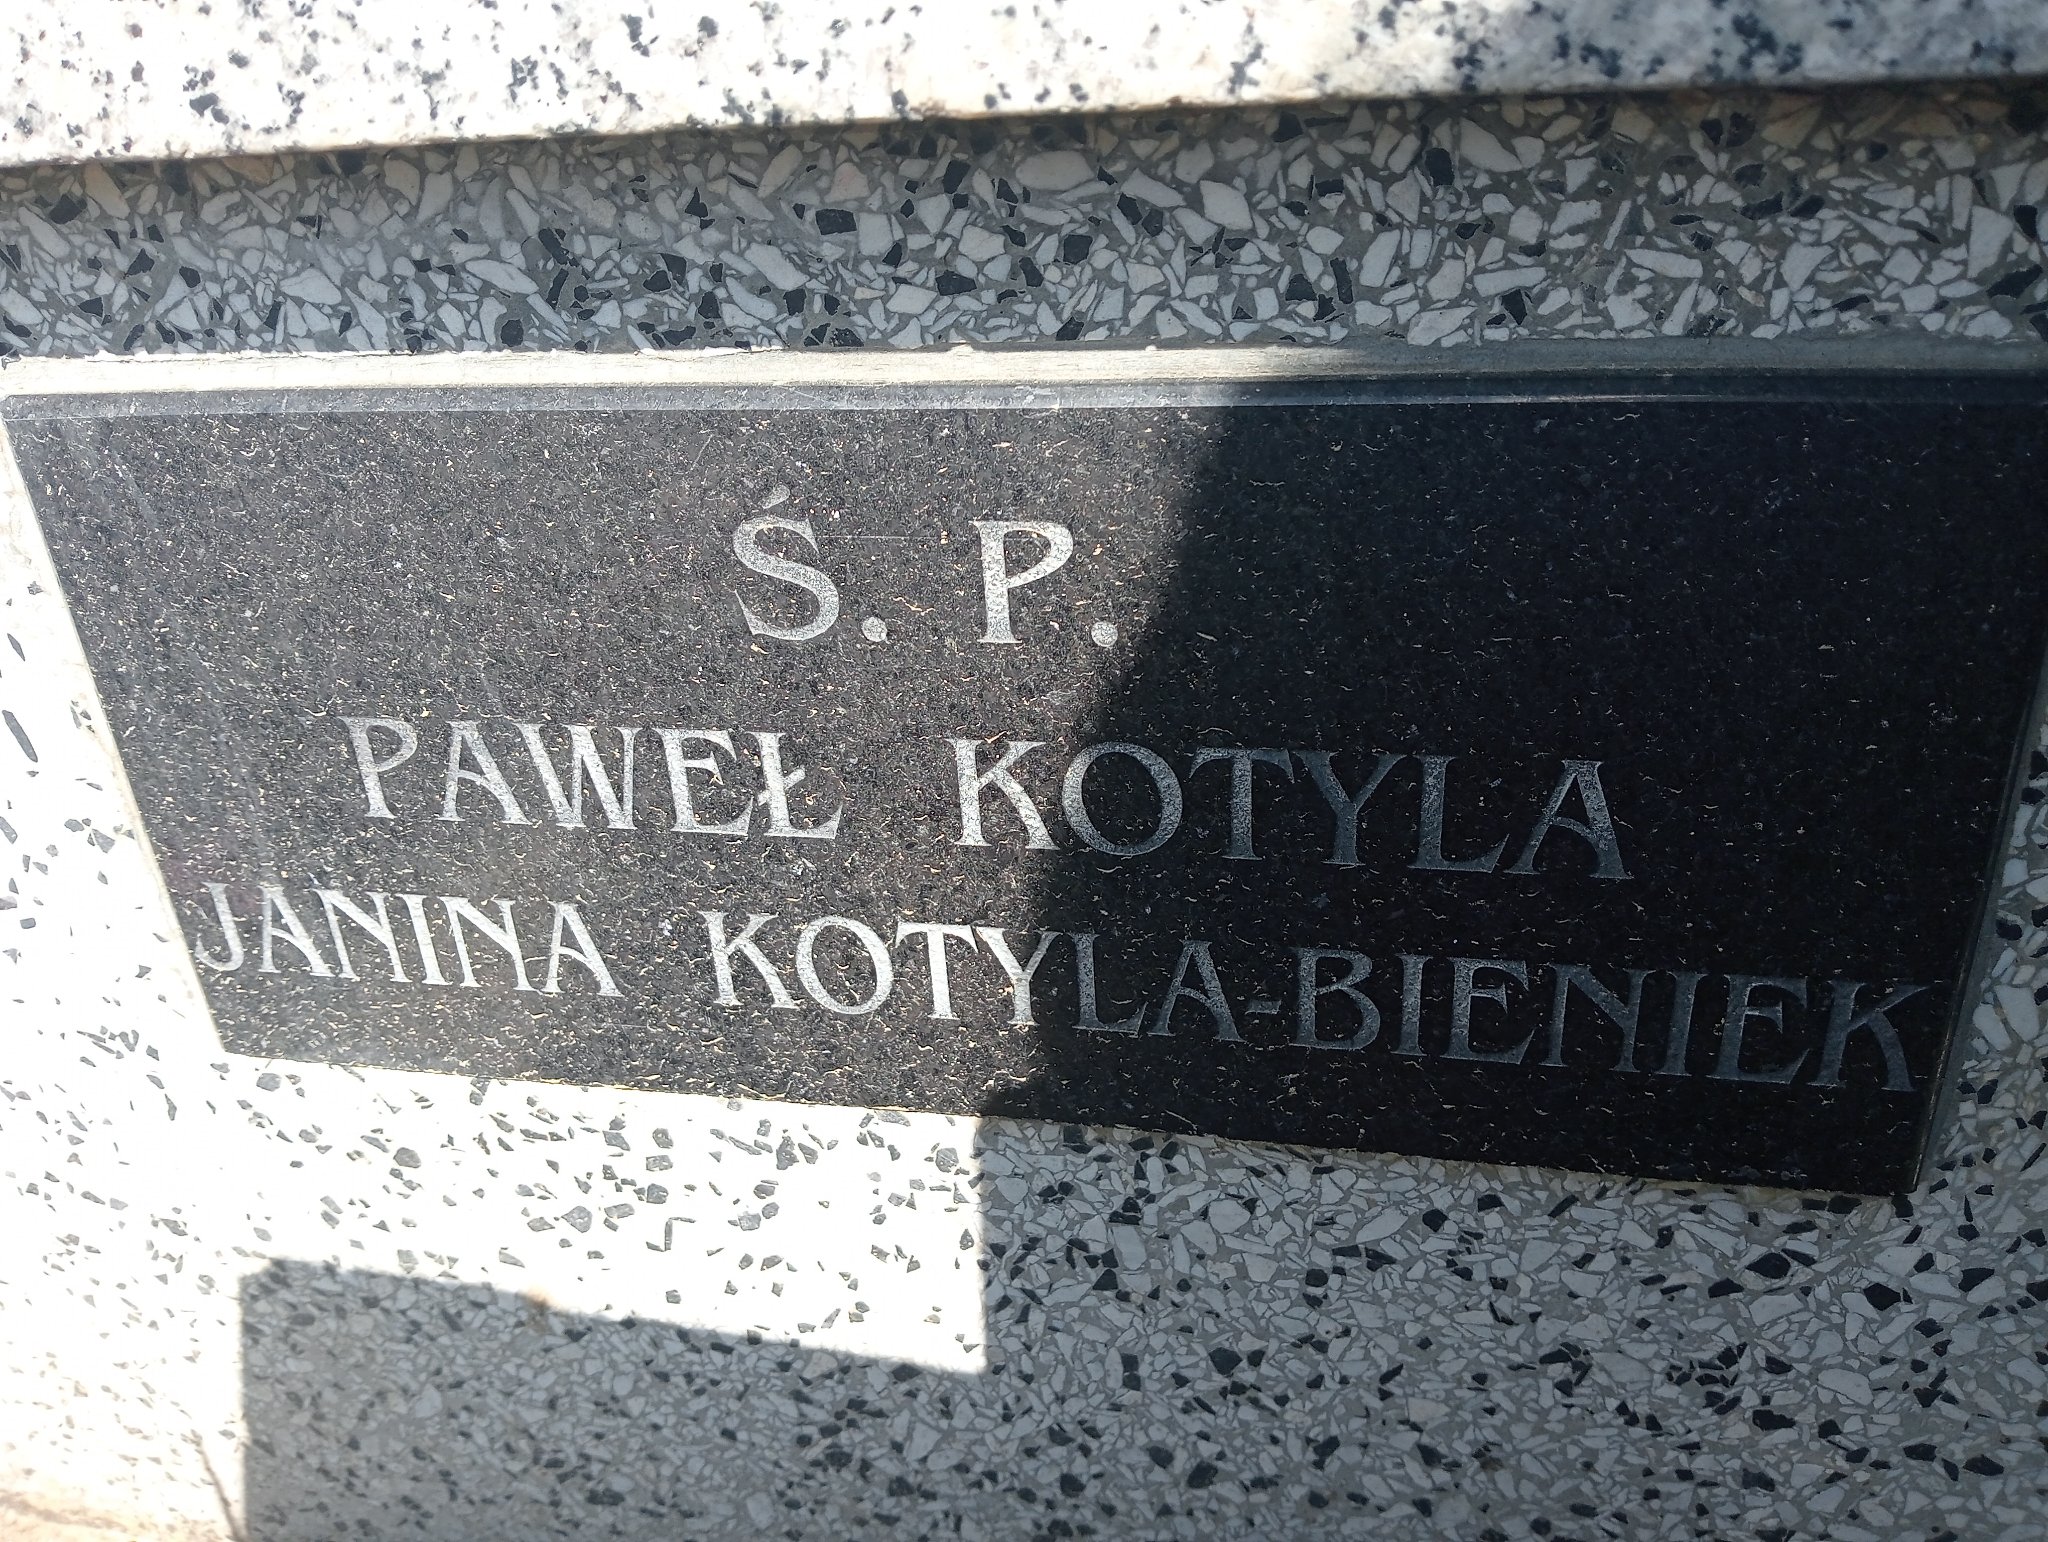 Ś. P.
PAWEŁ KOTYLA
JANINA KOTYLA-BIENIEK